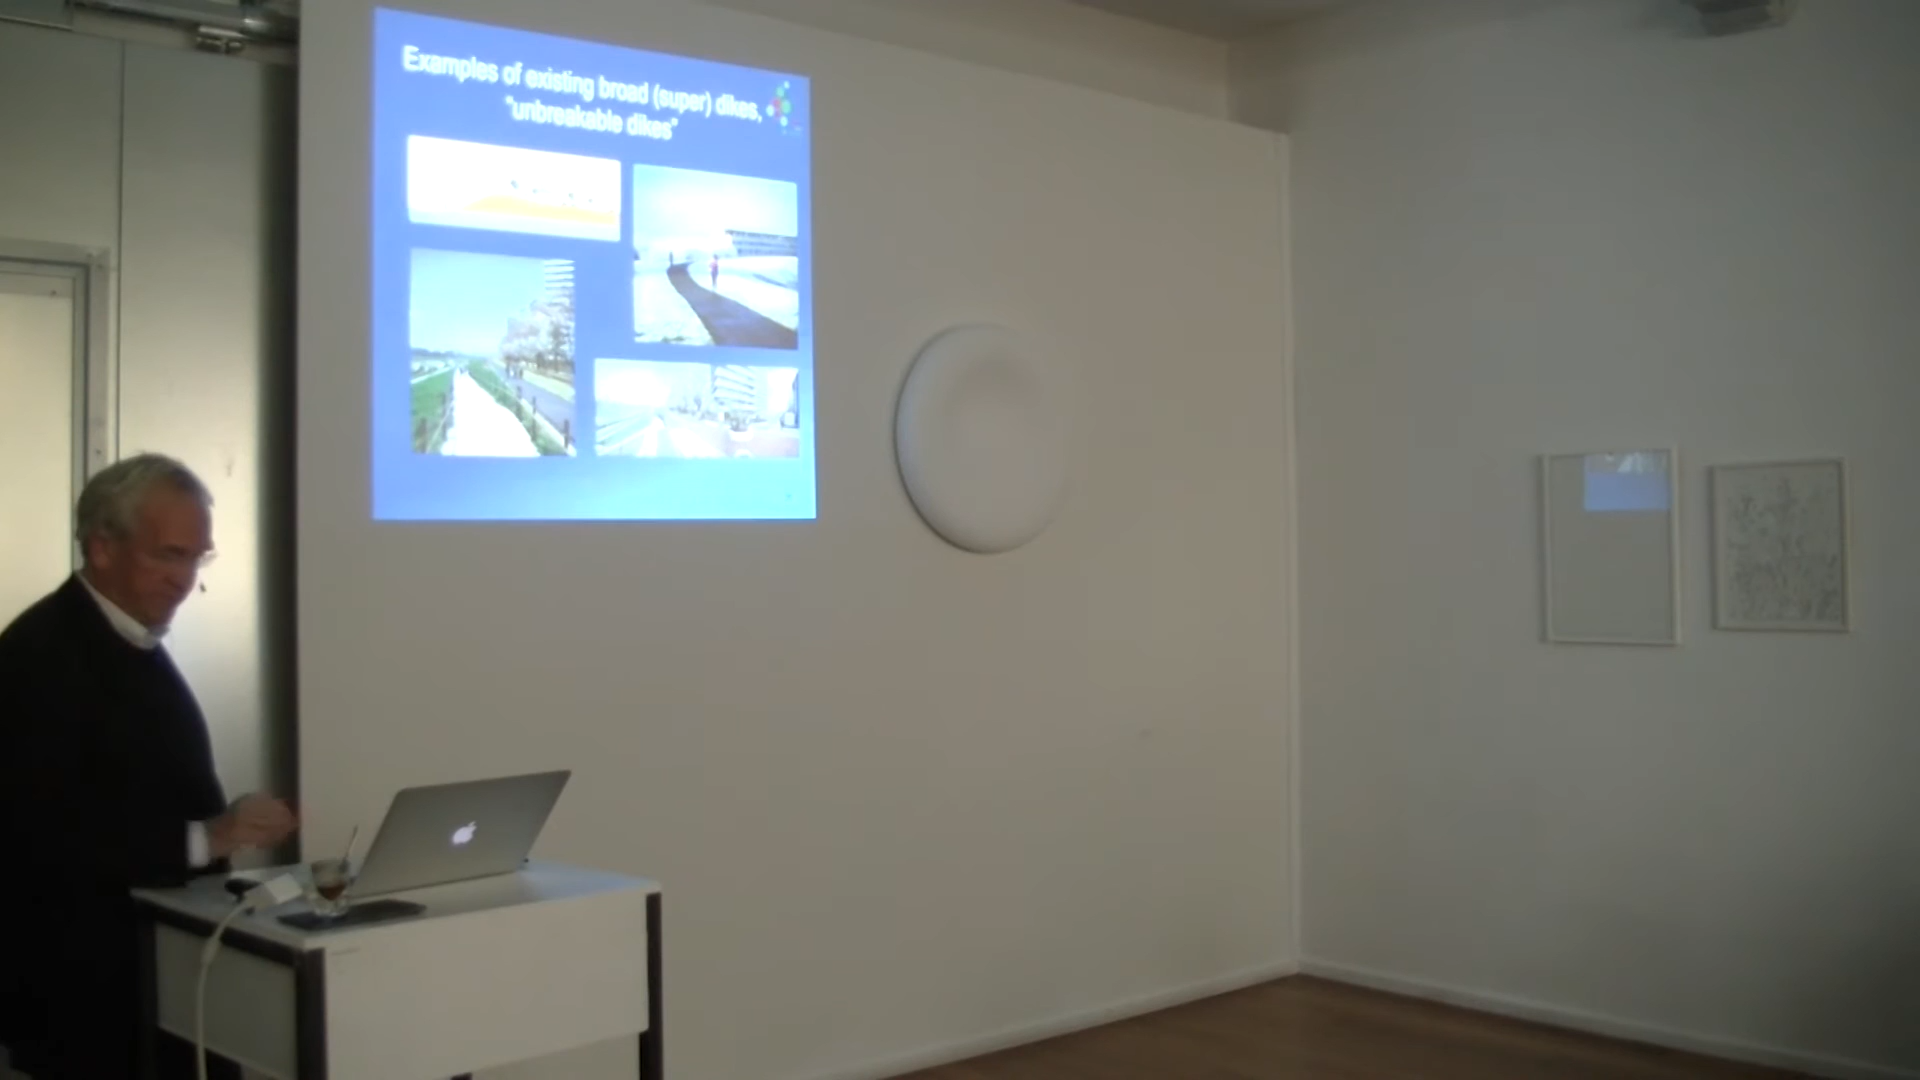 Examples of existing broad (super) dikes,
"unbreakable dikes"